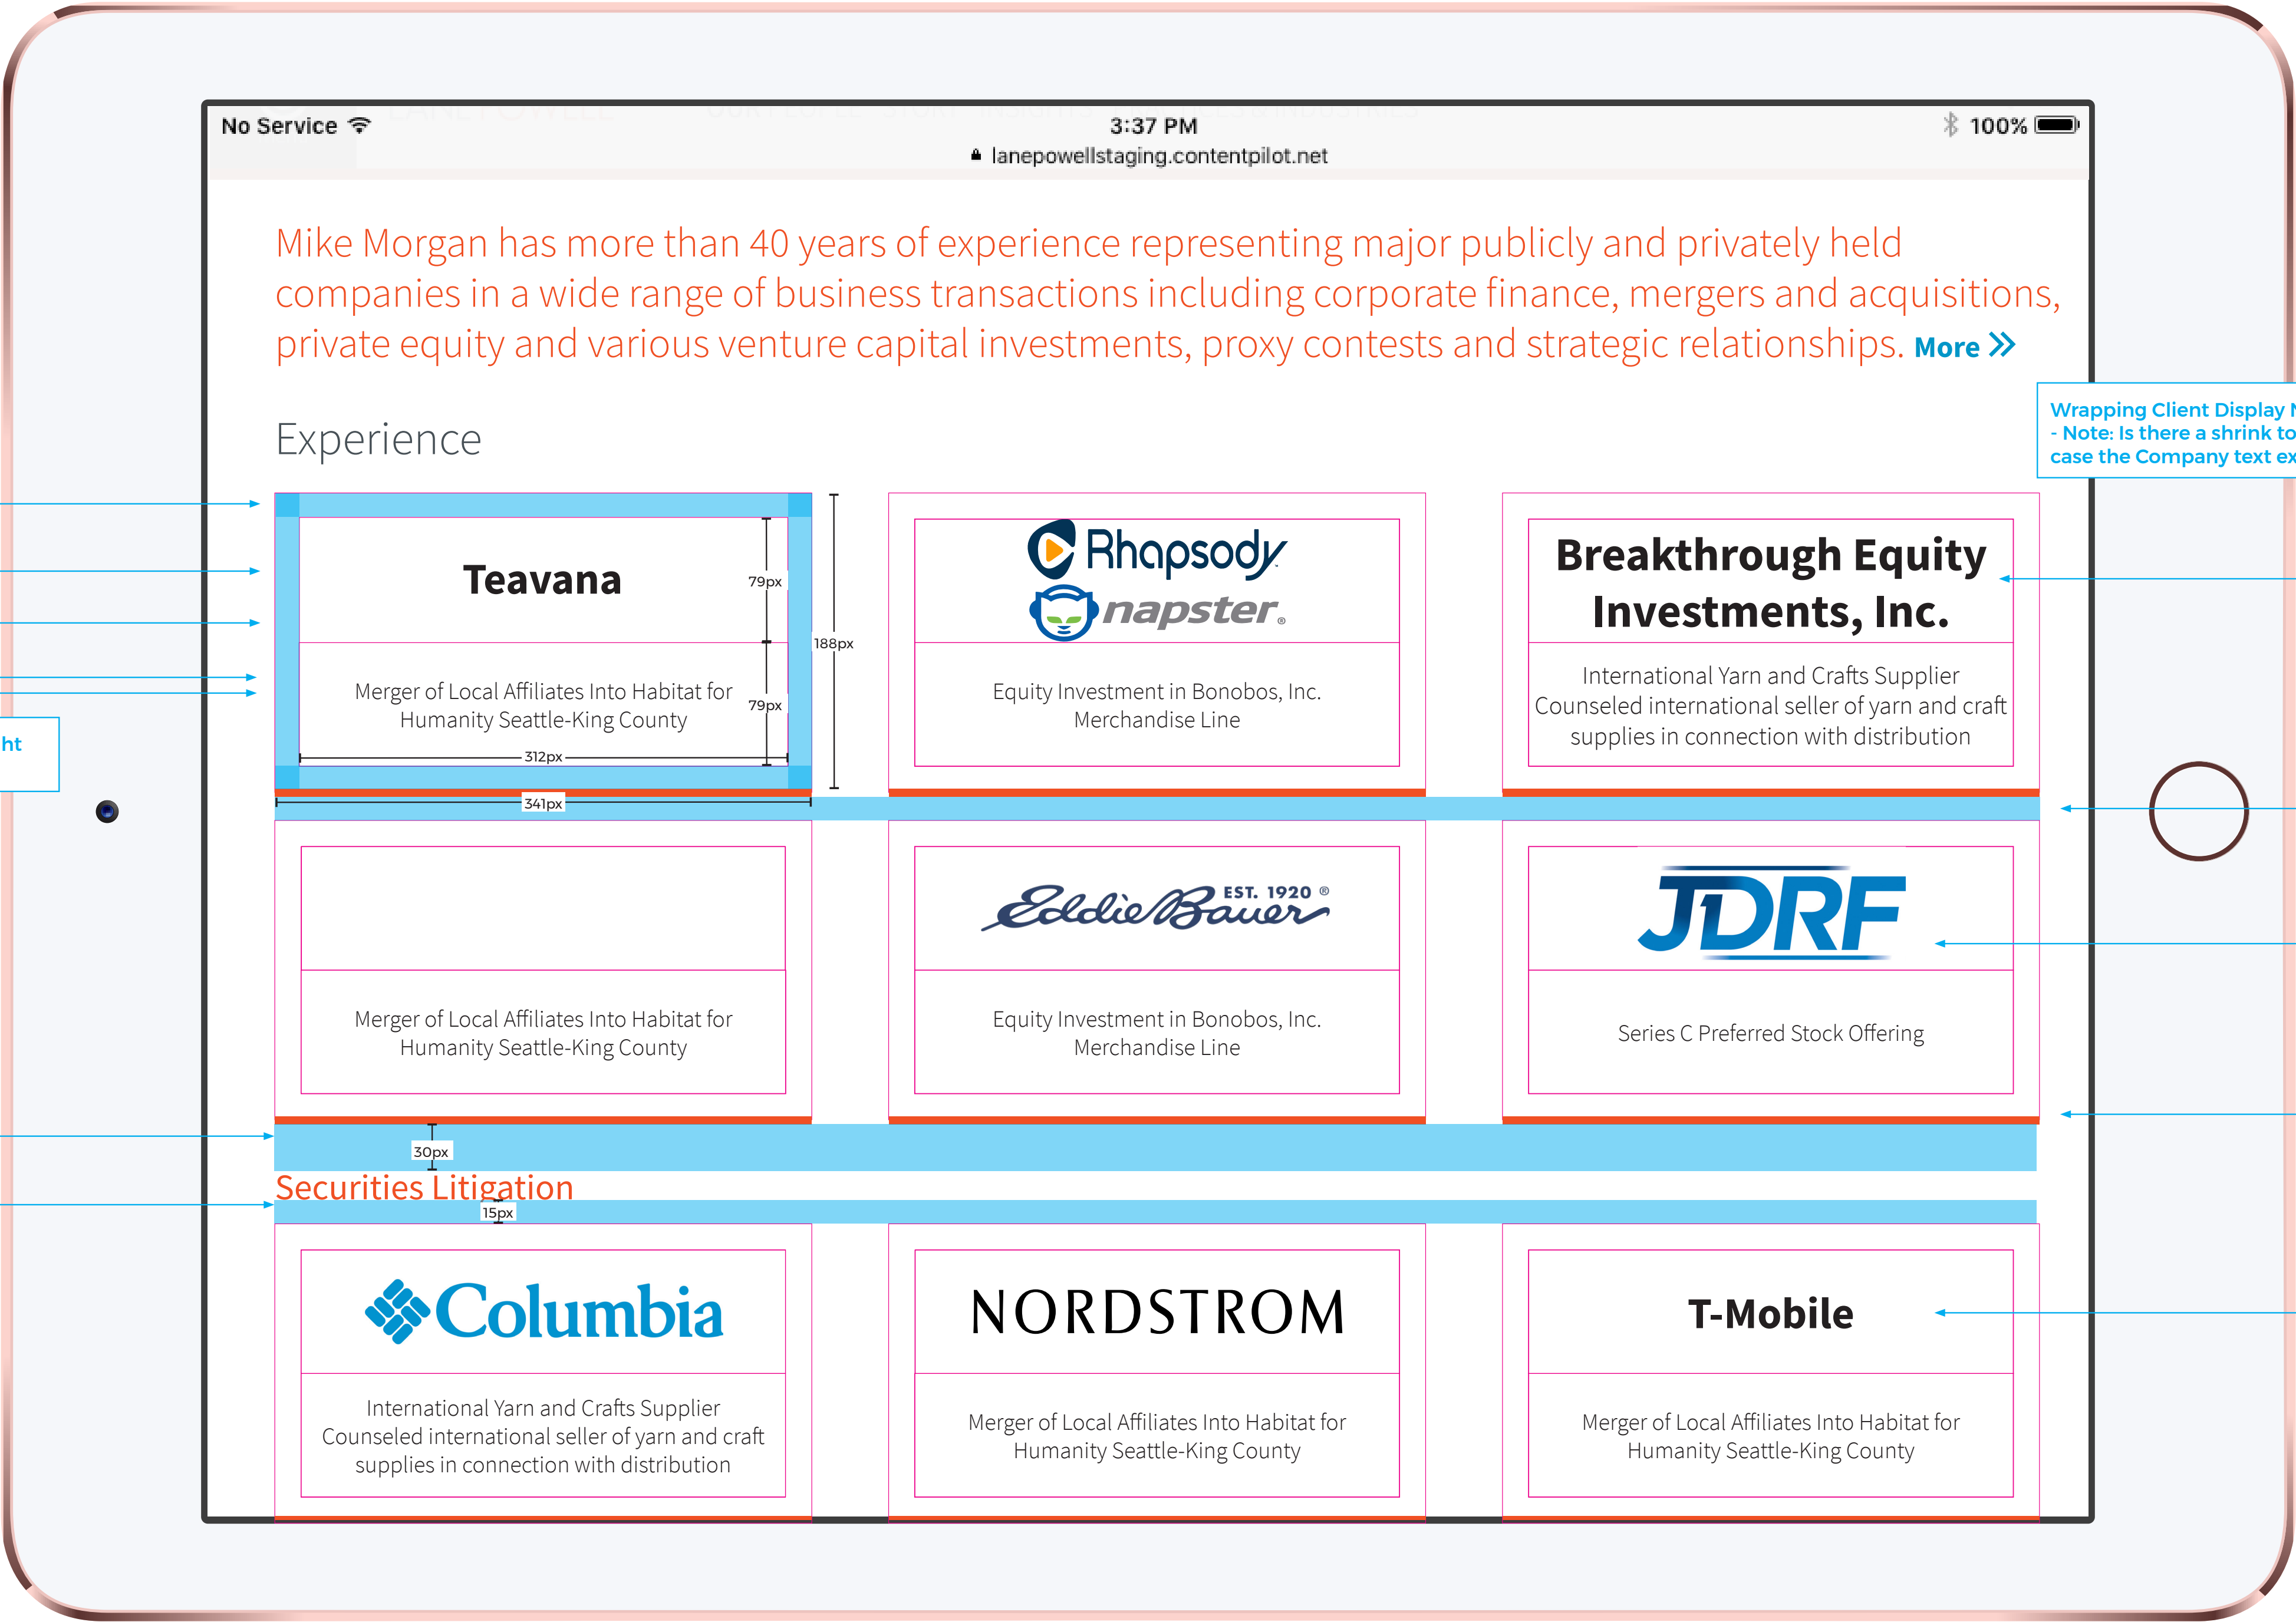 No Service
3:37 PM
100%
lanepowellstaging.contentpilot.net
Mike Morgan has more than 40 years of experience representing major publicly and privately held
companies in a wide range of business transactions including corporate finance, mergers and acquisitions,
private equity and various venture capital investments, proxy contests and strategic relationships. More »
Wrapping Client Display
- Note: Is there a shrink to
case the Company text ex
Experience
Teavana
79px
188px
Merger of Local Affiliates Into Habitat for
Humanity Seattle-King County
79px
312px
341px
Rhapsody
napster®
Equity Investment in Bonobos, Inc.
Merchandise Line
Breakthrough Equity
Investments, Inc.
International Yarn and Crafts Supplier
Counseled international seller of yarn and craft
supplies in connection with distribution
ht
Merger of Local Affiliates Into Habitat for
Humanity Seattle-King County
Eddie Bauer EST. 1920 ®
Equity Investment in Bonobos, Inc.
Merchandise Line
JDRF
Series C Preferred Stock Offering
30px
Securities Litigation
15px
Columbia
International Yarn and Crafts Supplier
Counseled international seller of yarn and craft
supplies in connection with distribution
NORDSTROM
Merger of Local Affiliates Into Habitat for
Humanity Seattle-King County
T-Mobile
Merger of Local Affiliates Into Habitat for
Humanity Seattle-King County